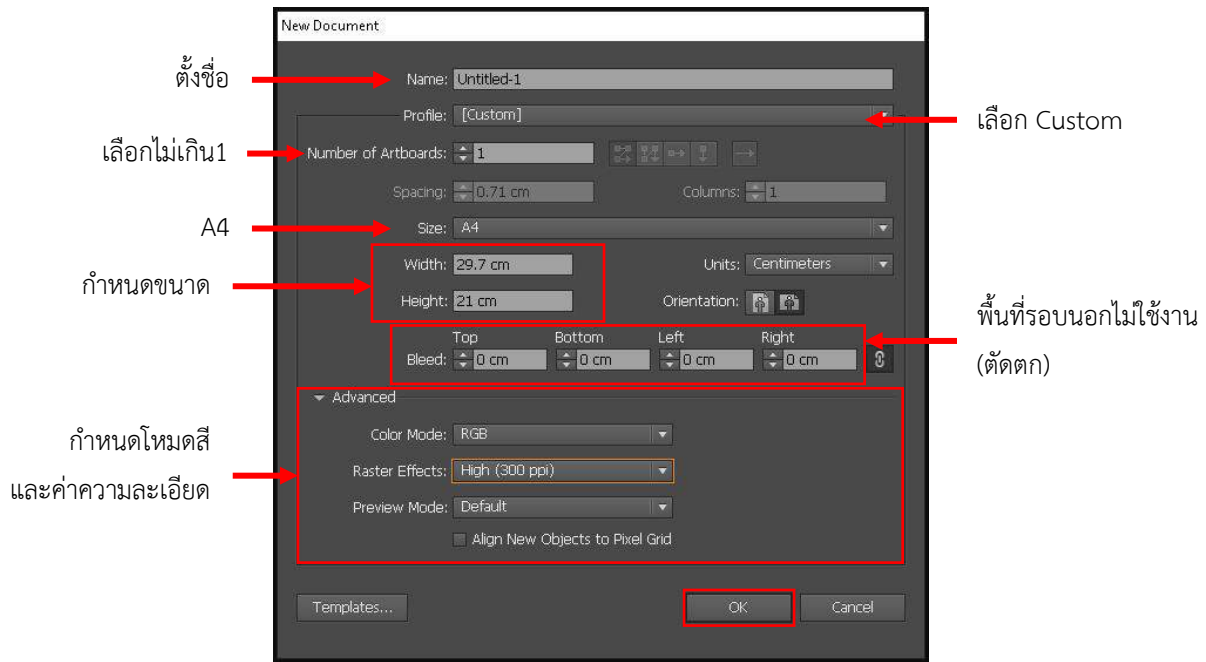 New Document
ตั้งชื่อ
Name: Untitled-1
Profile: [Custom]
เลือก Custom
เลือกไม่เกิน1
Number of Artboards: 1
Spacing: 0.71 cm
Columns: 1
A4
Size: A4
กำหนดขนาด
Width: 29.7 cm
Units: Centimeters
Height: 21 cm
Orientation:
พื้นที่รอบนอกไม่ใช้งาน
(ตัดตก)
Top Bottom Left Right
Bleed: 0 cm 0 cm 0 cm 0 cm
Advanced
กำหนดโหมดสี
และค่าความละเอียด
Color Mode: RGB
Raster Effects: High (300 ppi)
Preview Mode: Default
Align New Objects to Pixel Grid
Templates... OK Cancel